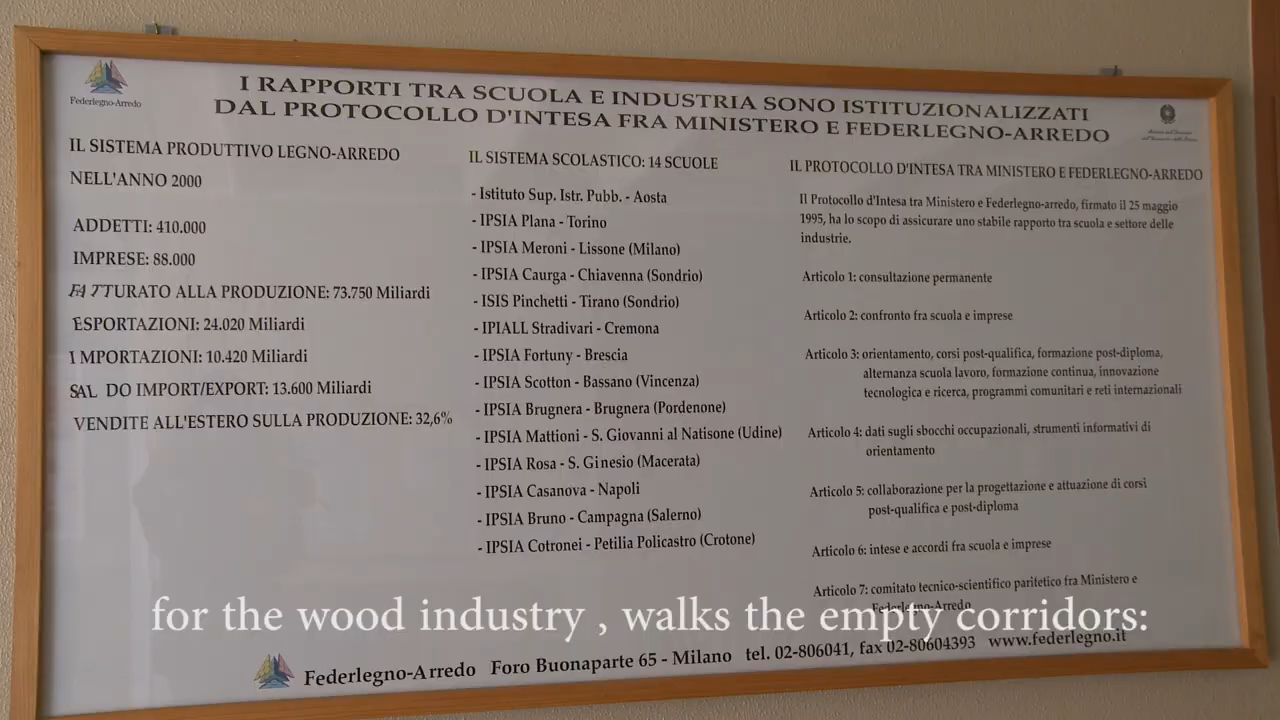 Federlegno-Arredo
I RAPPORTI TRA SCUOLA E INDUSTRIA SONO ISTITUZIONALIZZATI
DAL PROTOCOLLO D'INTESA FRA MINISTERO E FEDERLEGNO-ARREDO
IL SISTEMA PRODUTTIVO LEGNO-ARREDO
NELL'ANNO 2000
ADDETTI: 410.000
IMPRESE: 88.000
FATTURATO ALLA PRODUZIONE: 73.750 Miliardi
ESPORTAZIONI: 24.020 Miliardi
IMPORTAZIONI: 10.420 Miliardi
SALDO IMPORT/EXPORT: 13.600 Miliardi
VENDITE ALL'ESTERO SULLA PRODUZIONE: 32,6%
IL SISTEMA SCOLASTICO: 14 SCUOLE
- Istituto Sup. Istr. Pubb. - Aosta
- IPSIA Plana - Torino
- IPSIA Meroni - Lissone (Milano)
- IPSIA Caurga - Chiavenna (Sondrio)
- ISIS Pinchetti - Tirano (Sondrio)
- IPIALL Stradivari - Cremona
- IPSIA Fortuny - Brescia
- IPSIA Scotton - Bassano (Vincenza)
- IPSIA Brugnera - Brugnera (Pordenone)
- IPSIA Mattioni - S. Giovanni al Natisone (Udine)
- IPSIA Rosa - S. Ginesio (Macerata)
- IPSIA Casanova - Napoli
- IPSIA Bruno - Campagna (Salerno)
- IPSIA Cotronei - Petilia Policastro (Crotone)
IL PROTOCOLLO D'INTESA TRA MINISTERO E FEDERLEGNO-ARREDO
Il Protocollo d'Intesa tra Ministero e Federlegno-arredo, firmato il 25 maggio
1995, ha lo scopo di assicurare uno stabile rapporto tra scuola e settore delle
industrie.
Articolo 1: consultazione permanente
Articolo 2: confronto fra scuola e imprese
Articolo 3: orientamento, corsi post-qualifica, formazione post-diploma,
alternanza scuola lavoro, formazione continua, innovazione
tecnologica e ricerca, programmi comunitari e reti internazionali
Articolo 4: dati sugli sbocchi occupazionali, strumenti informativi di
orientamento
Articolo 5: collaborazione per la progettazione e attuazione di corsi
post-qualifica e post-diploma
Articolo 6: intese e accordi fra scuola e imprese
Articolo 7: comitato tecnico-scientifico paritetico fra Ministero e
Federlegno-Arredo
for the wood industry , walks the empty corridors:
Federlegno-Arredo Foro Buonaparte 65 - Milano tel. 02-806041, fax 02-80604393 www.federlegno.it